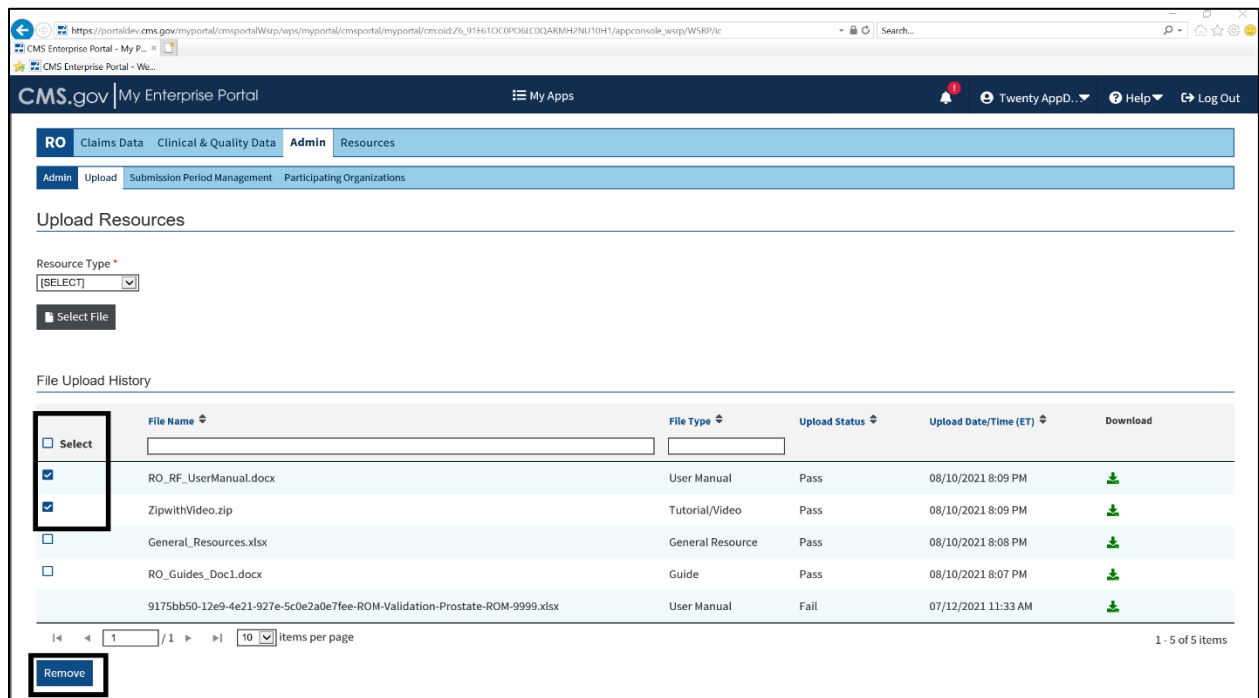 https://portaldev.cms.gov/myportal/cmsportalWsrp/wps/myportal/cmsportal/myportal/cm:oid:Z6_91E61OC0PO6LCDQARMH2NU10H1/appconsole_wsrp/WSRP/ic Search...
CMS Enterprise Portal - My P...
CMS Enterprise Portal - We...
CMS.gov My Enterprise Portal My Apps ! Twenty AppD.. Help Log Out
RO Claims Data Clinical & Quality Data Admin Resources
Admin Upload Submission Period Management Participating Organizations
Upload Resources
Resource Type *
[SELECT]
Select File
File Upload History
File Name File Type Upload Status Upload Date/Time (ET) Download
Select
RO_RF_UserManual.docx User Manual Pass 08/10/2021 8:09 PM
ZipwithVideo.zip Tutorial/Video Pass 08/10/2021 8:09 PM
General_Resources.xlsx General Resource Pass 08/10/2021 8:08 PM
RO_Guides_Doc1.docx Guide Pass 08/10/2021 8:07 PM
9175bb50-12e9-4e21-927e-5c0e2a0e7fee-ROM-Validation-Prostate-ROM-9999.xlsx User Manual Fail 07/12/2021 11:33 AM
1 / 1 10 items per page 1 - 5 of 5 items
Remove